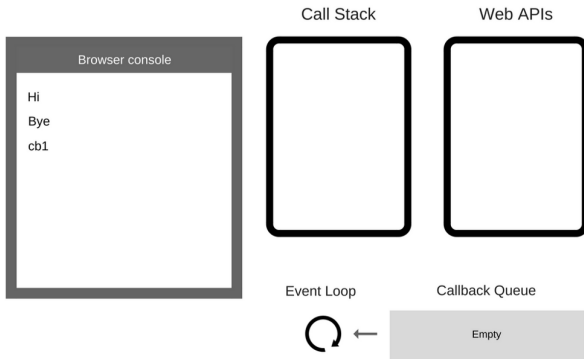 Call Stack
Web APIs
Browser console
Hi
Bye
cb1
Event Loop
Callback Queue
Empty